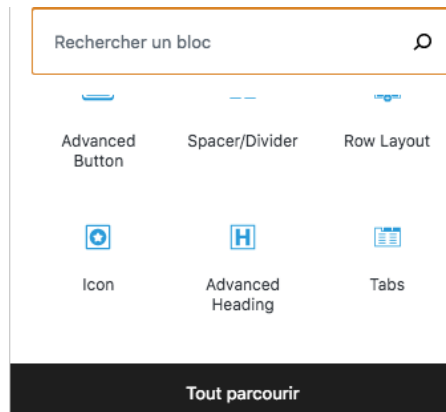 Rechercher un bloc
Advanced
Button
Spacer/Divider
Row Layout
Icon
Advanced
Heading
Tabs
Tout parcourir